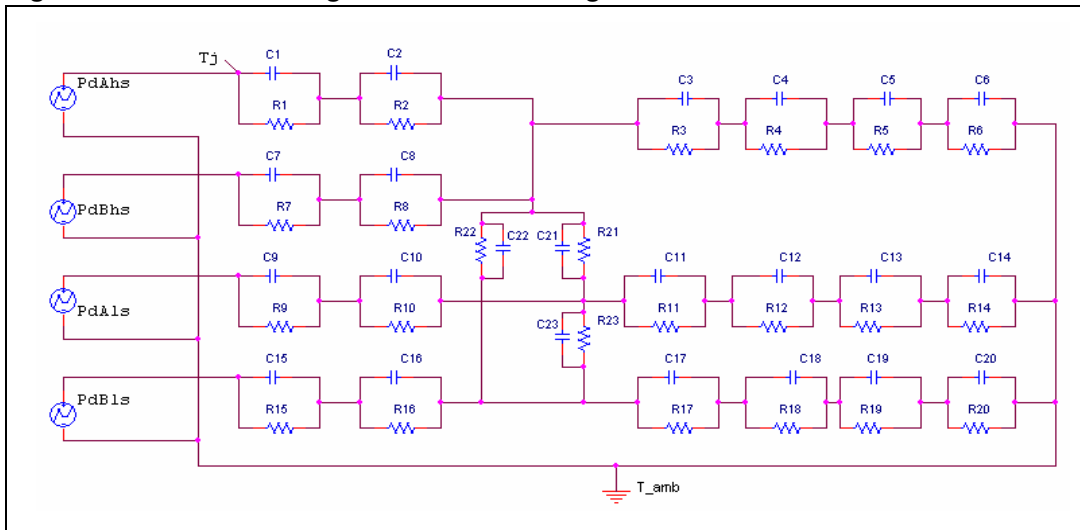 Tj
C1 C2
PdAhs
C3 C4 C5 C6
R1 R2
R3 R4 R5 R6
C7 C8
PdBhs
R7 R8
R22 C22 C21 R21
C9 C10 C11 C12 C13 C14
PdAls
R9 R10 R11 R12 R13 R14
C23 R23
C15 C16 C17 C18 C19 C20
PdBls
R15 R16 R17 R18 R19 R20
T_amb